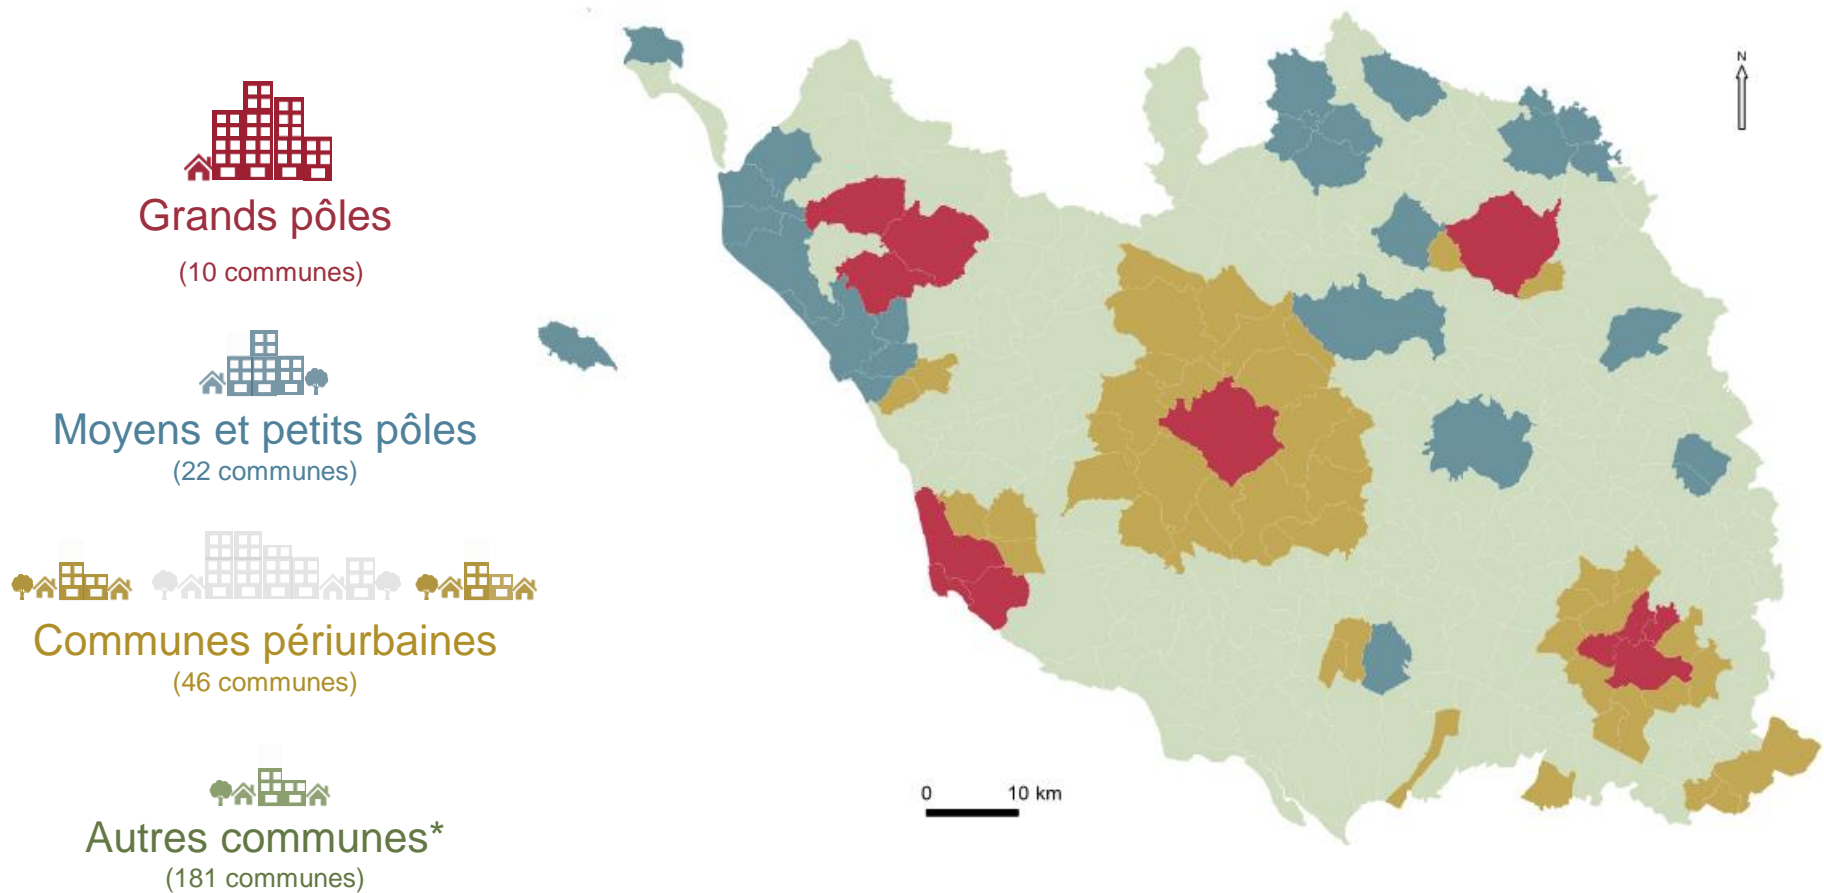 Grands pôles
(10 communes)
Moyens et petits pôles
(22 communes)
Communes périurbaines
(46 communes)
Autres communes*
(181 communes)
N
0 10 km